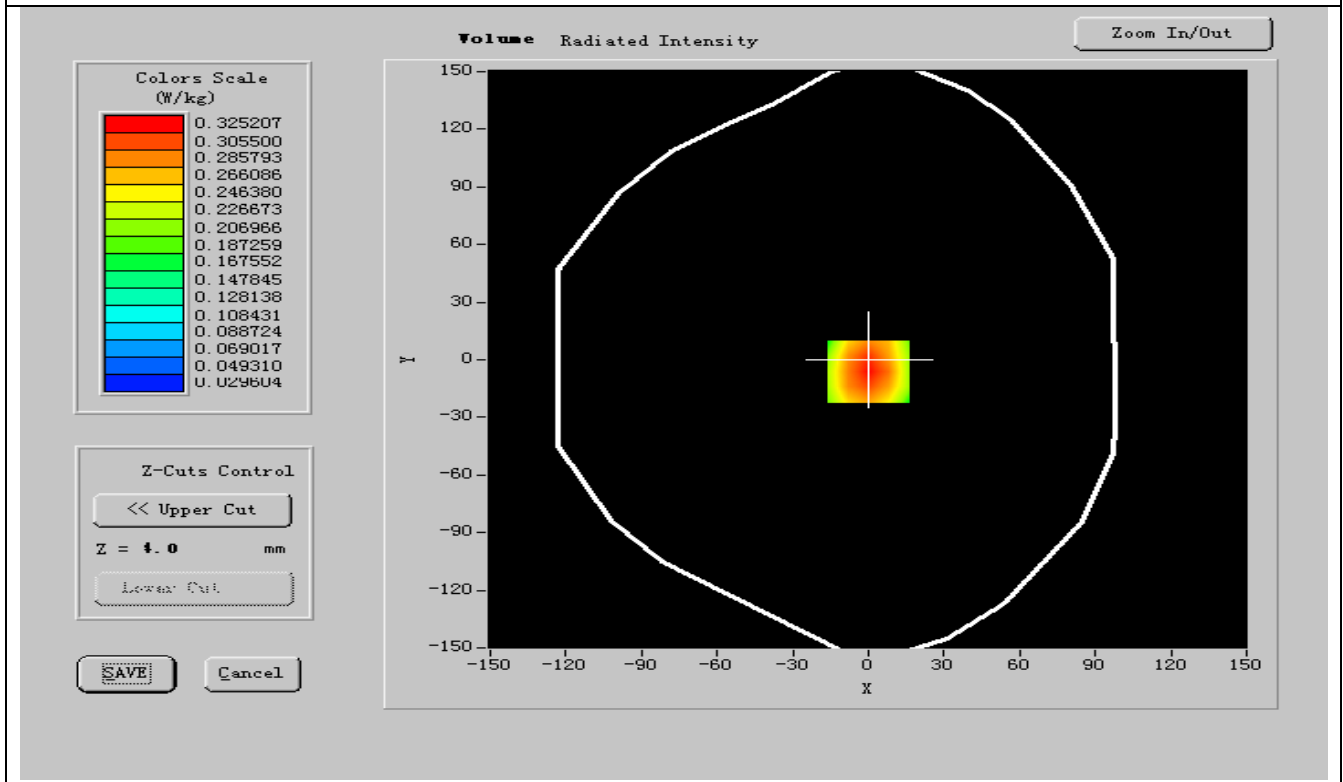 Volume Radiated Intensity
Zoom In/Out
Colors Scale
(W/kg)
0.325207
0.305500
0.285793
0.266086
0.246380
0.226673
0.206966
0.187259
0.167552
0.147845
0.128138
0.108431
0.088724
0.069017
0.049310
0.029604
Z-Cuts Control
<< Upper Cut
Z = 4.0 mm
Lower Cut
SAVE
Cancel
150
120
90
60
30
0
-30
-60
-90
-120
-150
Y
-150 -120 -90 -60 -30 0 30 60 90 120 150
X